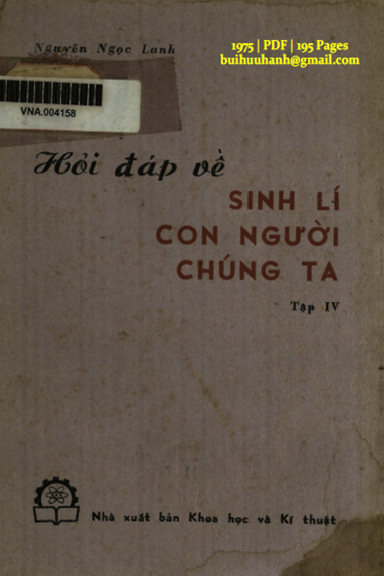 Nguyễn Ngọc Lanh
1975 | PDF | 195 Pages
buihuuhanh@gmail.com
VNA.004158
Hỏi đáp về
SINH LÍ
CON NGƯỜI
CHÚNG TA
Tập IV
Nhà xuất bản Khoa học và Kĩ thuật